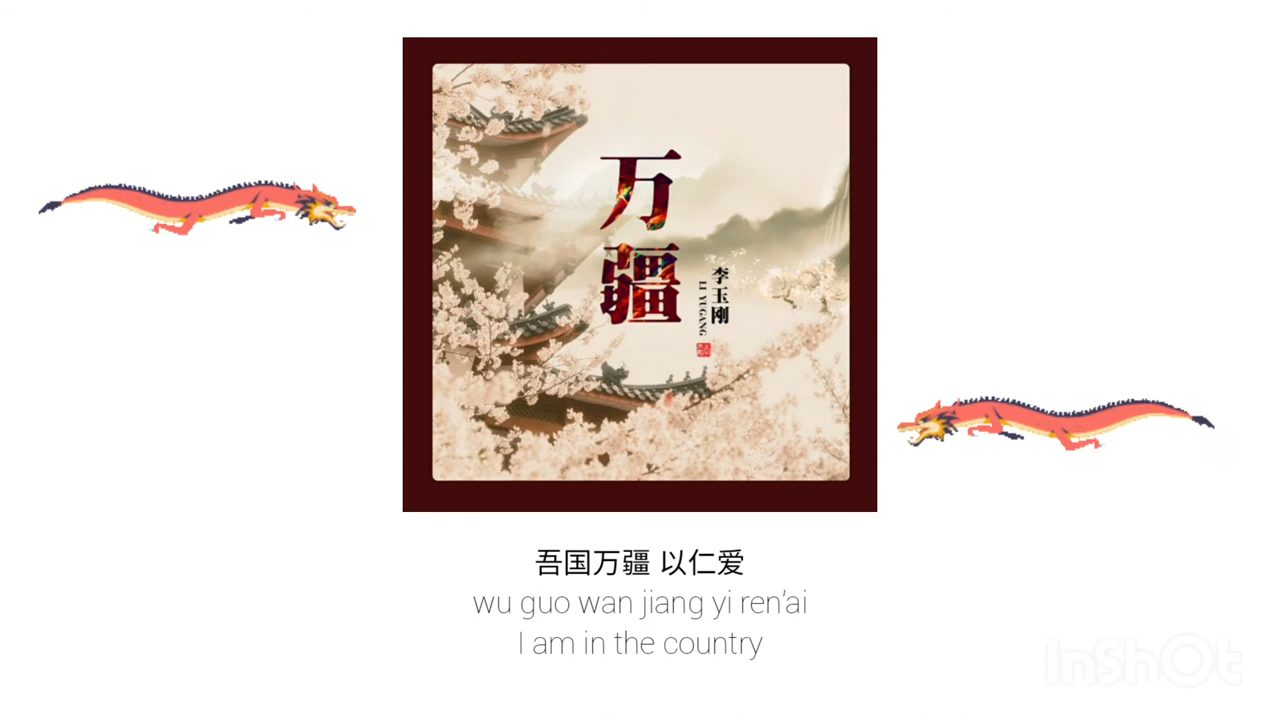 万疆
李玉刚
LI YUGANG
吾国万疆 以仁爱
wu guo wan jiang yi ren'ai
I am in the country
InShOt